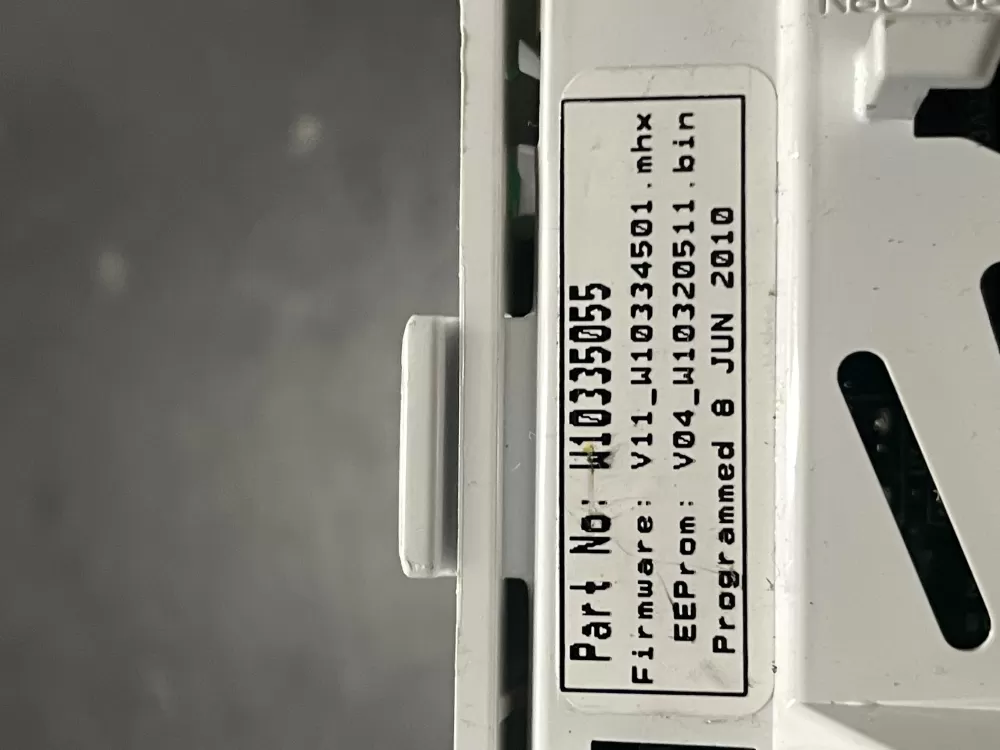 Part No: W10335055
Firmware: V11_W10334501.mhx
EEProm: V04_W10320511.bin
Programmed 8 JUN 2010